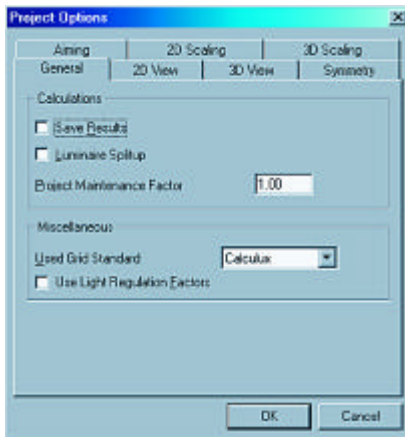 Project Options
Aiming 2D Scaling 3D Scaling
General 2D View 3D View Symmetry
Calculations
Save Results
Luminaire Splitup
Project Maintenance Factor 1.00
Miscellaneous
Used Grid Standard Calculux
Use Light Regulation Factors
OK Cancel